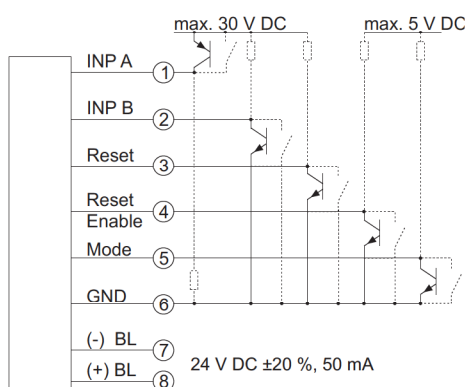 max. 30 V DC
max. 5 V DC
INP A
1
INP B
2
Reset
3
Reset
Enable
4
Mode
5
GND
6
(-) BL
7
24 V DC ±20 %, 50 mA
(+) BL
8